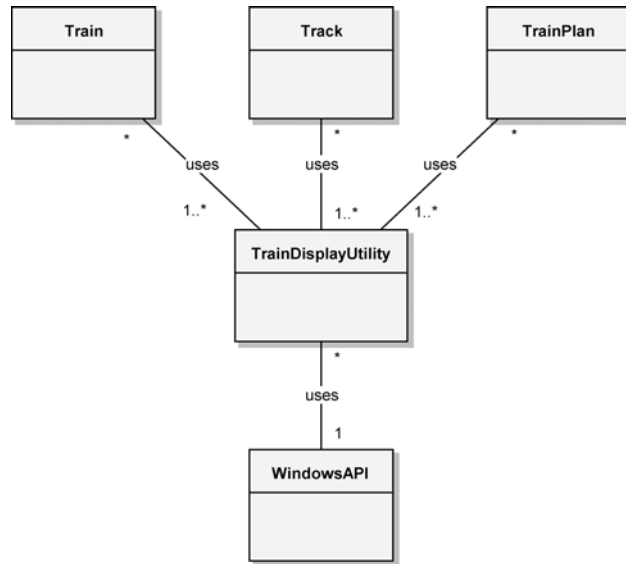 Train
Track
TrainPlan
*
*
*
uses
uses
uses
1..*
1..*
1..*
TrainDisplayUtility
*
uses
1
WindowsAPI